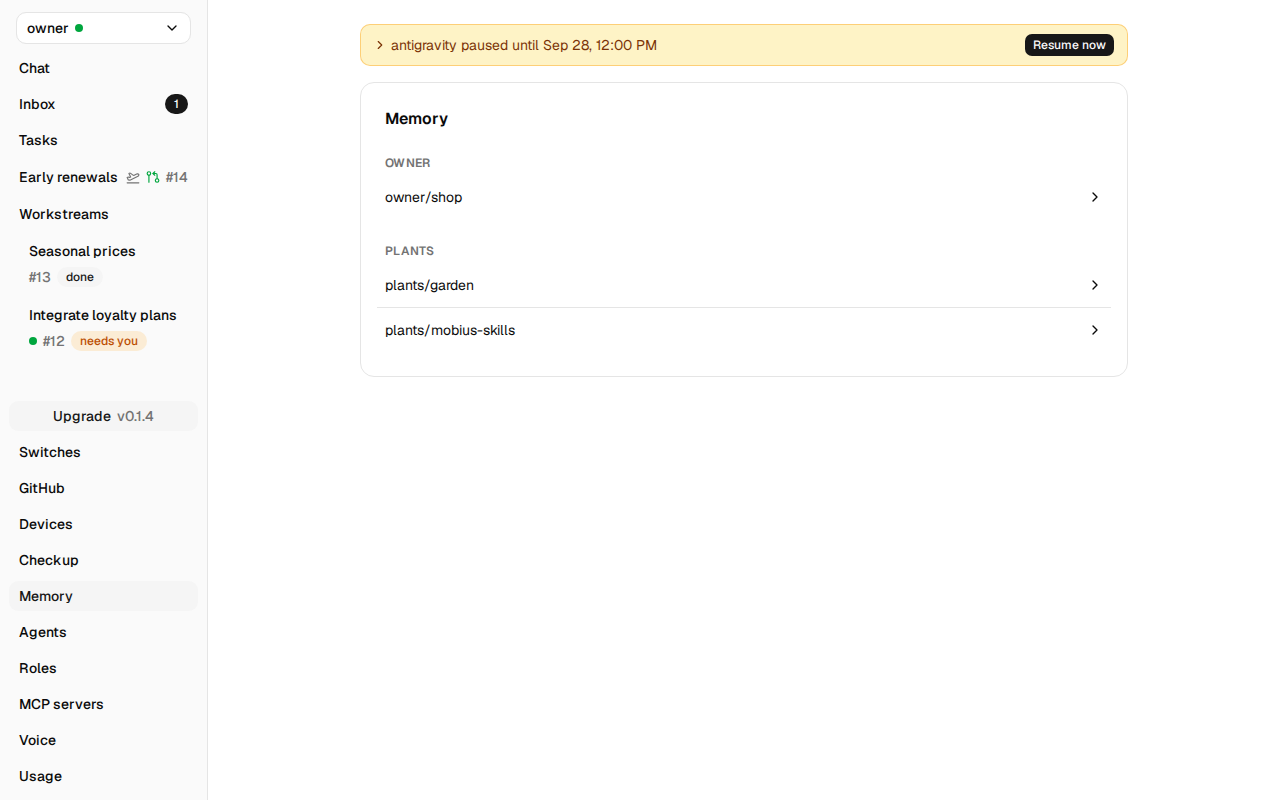 owner
Chat
Inbox 1
Tasks
Early renewals #14
Workstreams
Seasonal prices
#13 done
Integrate loyalty plans
#12 needs you
Upgrade v0.1.4
Switches
GitHub
Devices
Checkup
Memory
Agents
Roles
MCP servers
Voice
Usage
antigravity paused until Sep 28, 12:00 PM Resume now
Memory
OWNER
owner/shop
PLANTS
plants/garden
plants/mobius-skills